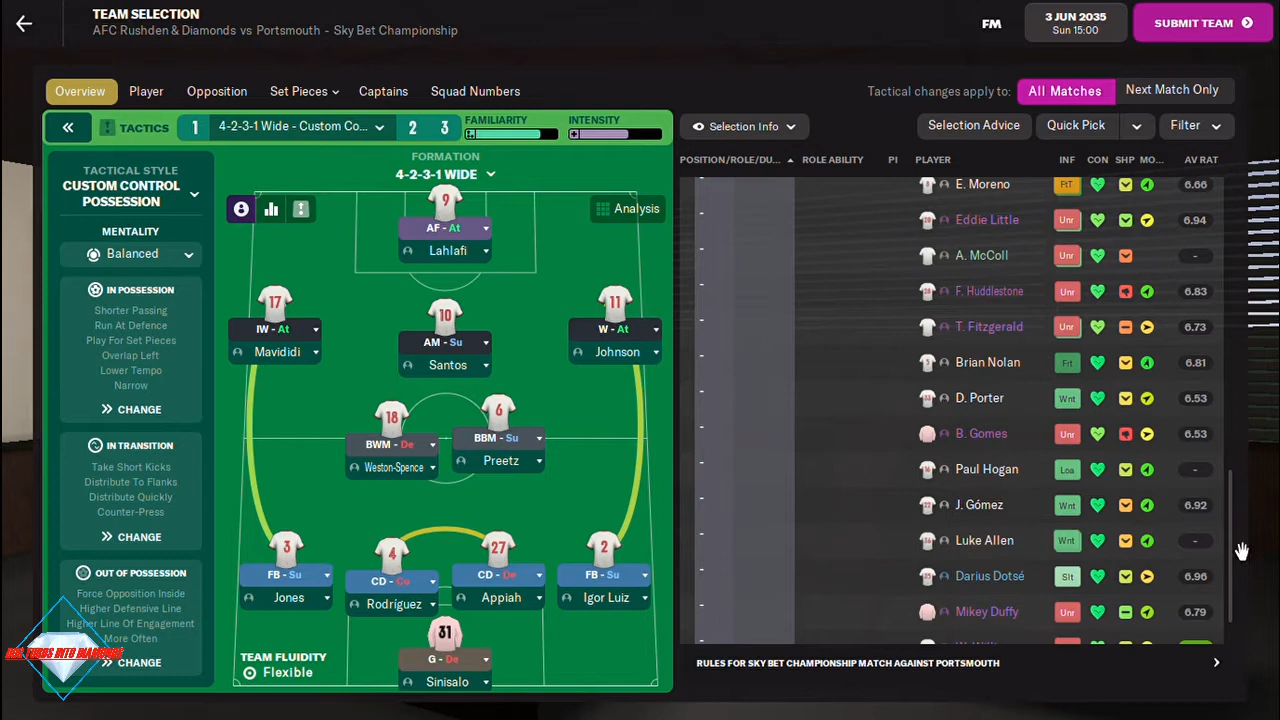 TEAM SELECTION
AFC Rushden & Diamonds vs Portsmouth - Sky Bet Championship
FM
3 JUN 2035
Sun 15:00
SUBMIT TEAM
Overview
Player
Opposition
Set Pieces
Captains
Squad Numbers
Tactical changes apply to:
All Matches
Next Match Only
TACTICS
1
4-2-3-1 Wide - Custom Co...
2
3
FAMILIARITY
INTENSITY
Selection Info
Selection Advice
Quick Pick
Filter
TACTICAL STYLE
CUSTOM CONTROL
POSSESSION
MENTALITY
Balanced
IN POSSESSION
Shorter Passing
Run At Defence
Play For Set Pieces
Overlap Left
Lower Tempo
Narrow
CHANGE
IN TRANSITION
Take Short Kicks
Distribute To Flanks
Distribute Quickly
Counter-Press
CHANGE
OUT OF POSSESSION
Force Opposition Inside
Higher Defensive Line
Higher Line Of Engagement
More Often
CHANGE
FORMATION
4-2-3-1 WIDE
Analysis
9
AF - At
Lahlafi
17
IW - At
Mavididi
10
AM - Su
Santos
11
W - At
Johnson
18
BWM - De
Weston-Spence
6
BBM - Su
Preetz
3
FB - Su
Jones
4
CD - Co
Rodríguez
27
CD - De
Appiah
2
FB - Su
Igor Luiz
31
G - De
Sinisalo
TEAM FLUIDITY
Flexible
POSITION/ROLE/DU... ROLE ABILITY PI PLAYER INF CON SHP MO... AV RAT
- E. Moreno FtT 6.66
- Eddie Little Unr 6.94
- A. McColl Unr -
- F. Huddlestone Unr 6.83
- T. Fitzgerald Unr 6.73
- Brian Nolan Frt 6.81
- D. Porter Wnt 6.53
- B. Gomes Unr 6.53
- Paul Hogan Loa -
- J. Gómez Wnt 6.92
- Luke Allen Wnt -
- Darius Dotsé Slt 6.96
- Mikey Duffy Unr 6.79
RULES FOR SKY BET CHAMPIONSHIP MATCH AGAINST PORTSMOUTH